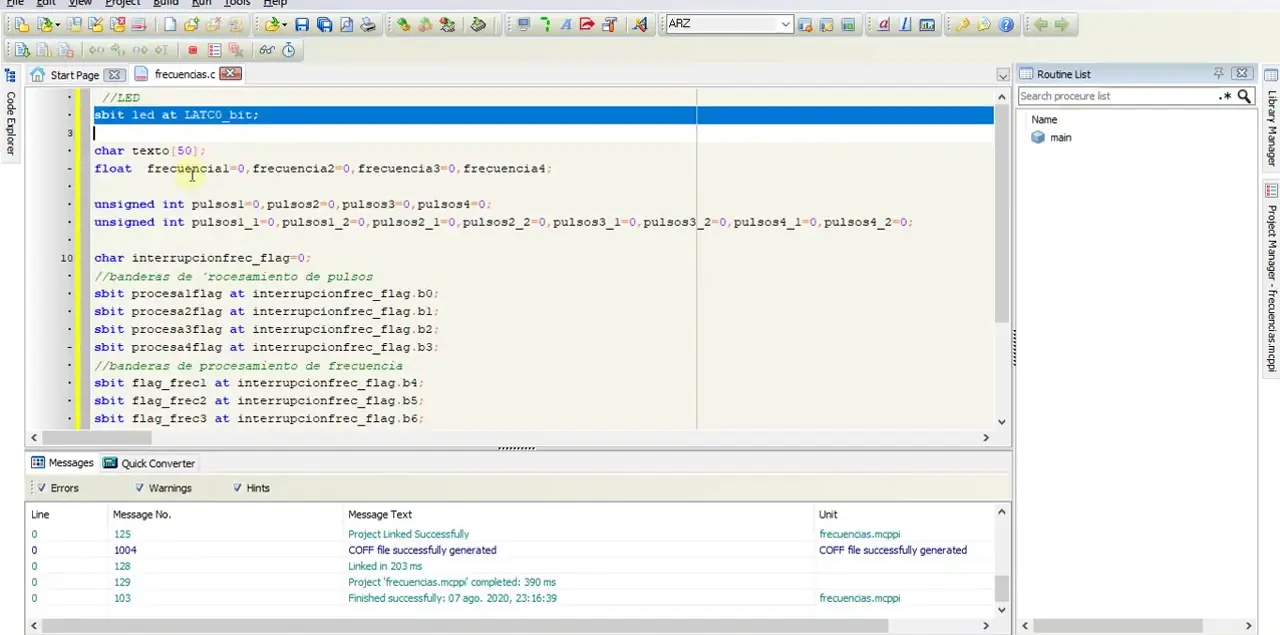 File Edit View Project Build Run Tools Help
ARZ
Start Page frecuencias.c
Code Explorer
//LED
sbit led at LATC0_bit;
3
char texto[50];
float frecuencia1=0,frecuencia2=0,frecuencia3=0,frecuencia4;
unsigned int pulsos1=0,pulsos2=0,pulsos3=0,pulsos4=0;
unsigned int pulsos1_1=0,pulsos1_2=0,pulsos2_1=0,pulsos2_2=0,pulsos3_1=0,pulsos3_2=0,pulsos4_1=0,pulsos4_2=0;
10 char interrupcionfrec_flag=0;
//banderas de ´rocesamiento de pulsos
sbit procesa1flag at interrupcionfrec_flag.b0;
sbit procesa2flag at interrupcionfrec_flag.b1;
sbit procesa3flag at interrupcionfrec_flag.b2;
sbit procesa4flag at interrupcionfrec_flag.b3;
//banderas de procesamiento de frecuencia
sbit flag_frec1 at interrupcionfrec_flag.b4;
sbit flag_frec2 at interrupcionfrec_flag.b5;
sbit flag_frec3 at interrupcionfrec_flag.b6;
Routine List
Search proceure list .*
Name
main
Library Manager
Project Manager - frecuencias.mcppi
Messages Quick Converter
Errors Warnings Hints
Line Message No. Message Text Unit
0 125 Project Linked Successfully frecuencias.mcppi
0 1004 COFF file successfully generated COFF file successfully generated
0 128 Linked in 203 ms
0 129 Project 'frecuencias.mcppi' completed: 390 ms
0 103 Finished successfully: 07 ago. 2020, 23:16:39 frecuencias.mcppi